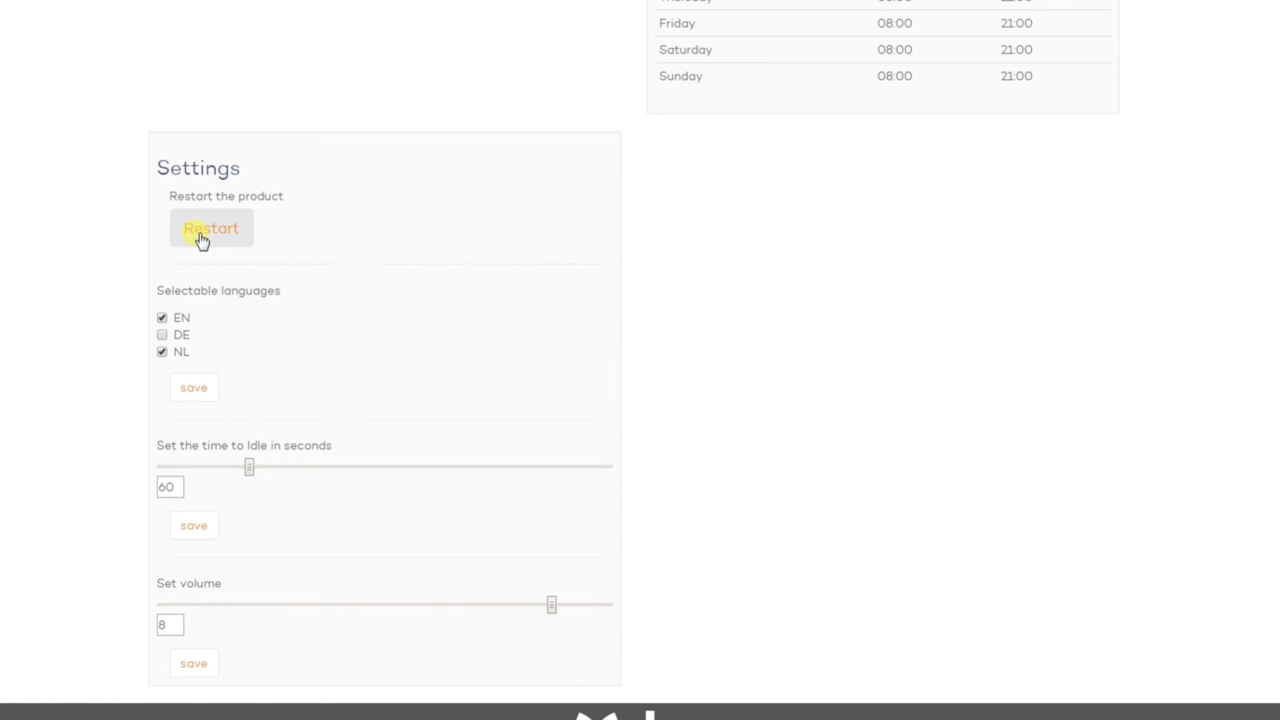 Friday 08:00 21:00
Saturday 08:00 21:00
Sunday 08:00 21:00
Settings
Restart the product
Restart
Selectable languages
EN
DE
NL
save
Set the time to Idle in seconds
60
save
Set volume
8
save